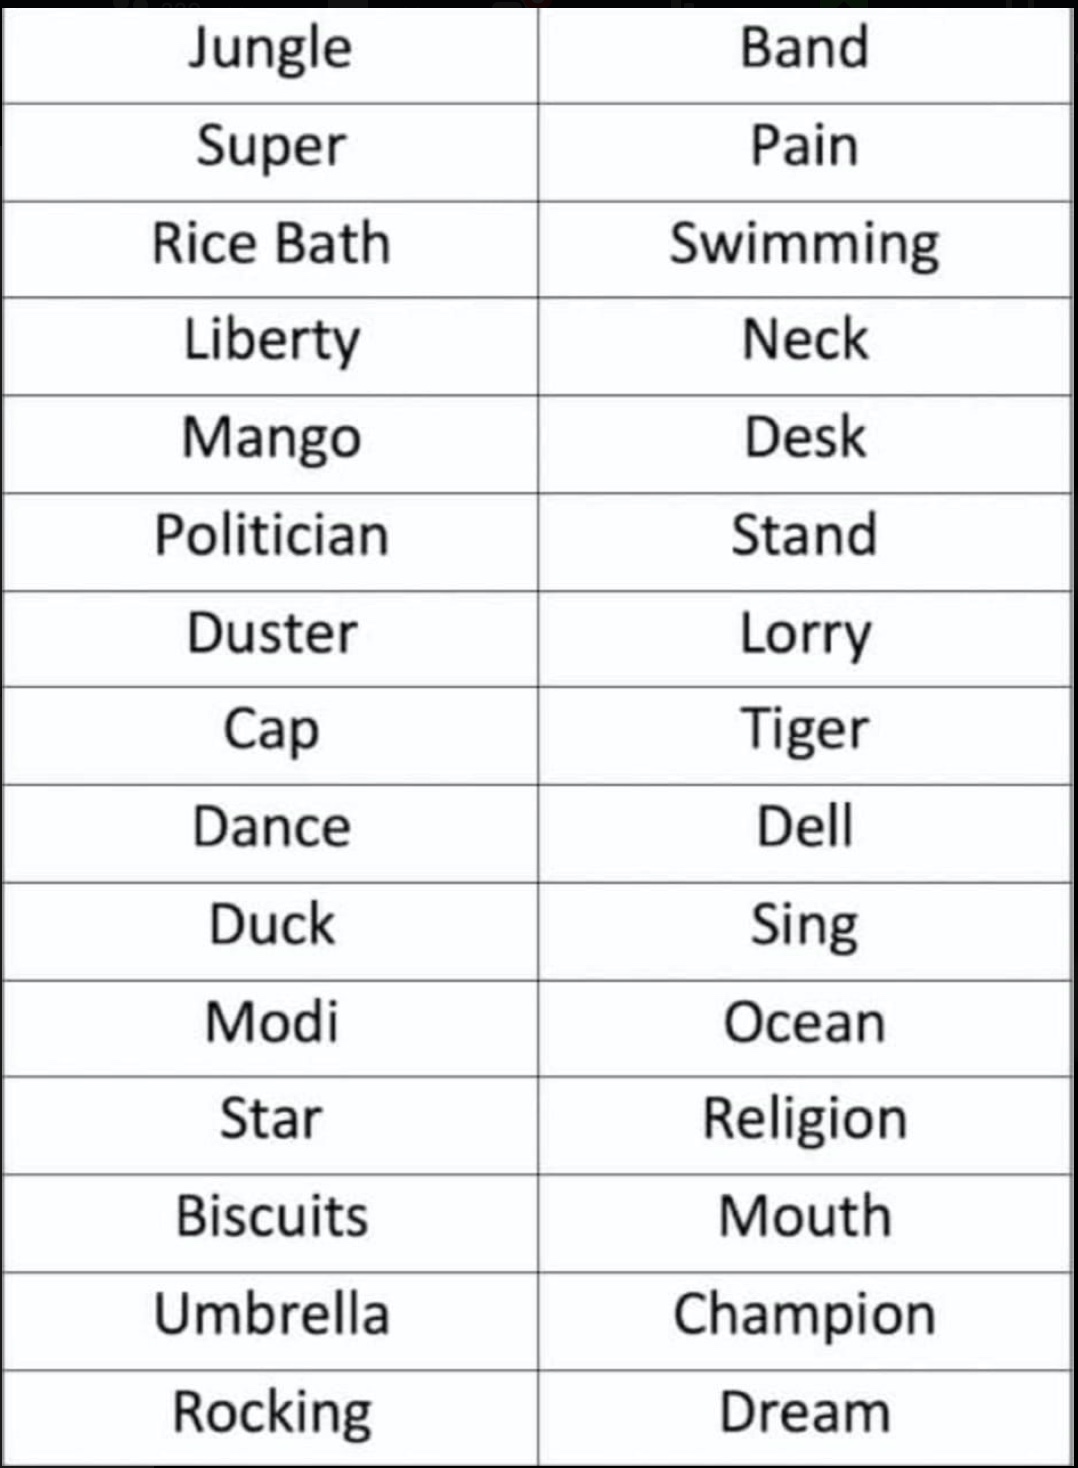 Jungle Band
Super Pain
Rice Bath Swimming
Liberty Neck
Mango Desk
Politician Stand
Duster Lorry
Cap Tiger
Dance Dell
Duck Sing
Modi Ocean
Star Religion
Biscuits Mouth
Umbrella Champion
Rocking Dream